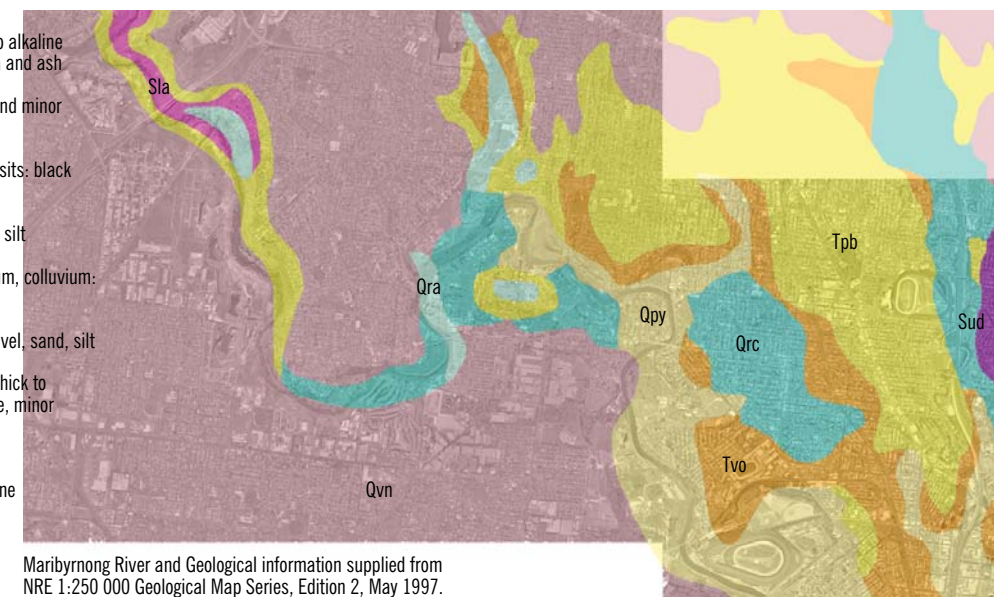 o alkaline
and ash
nd minor
sits: black
silt
um, colluvium:
vel, sand, silt
hick to
e, minor
ne
Sla
Tpb
Qra
Qpy
Sud
Qrc
Tvo
Qvn
Maribyrnong River and Geological information supplied from
NRE 1:250 000 Geological Map Series, Edition 2, May 1997.